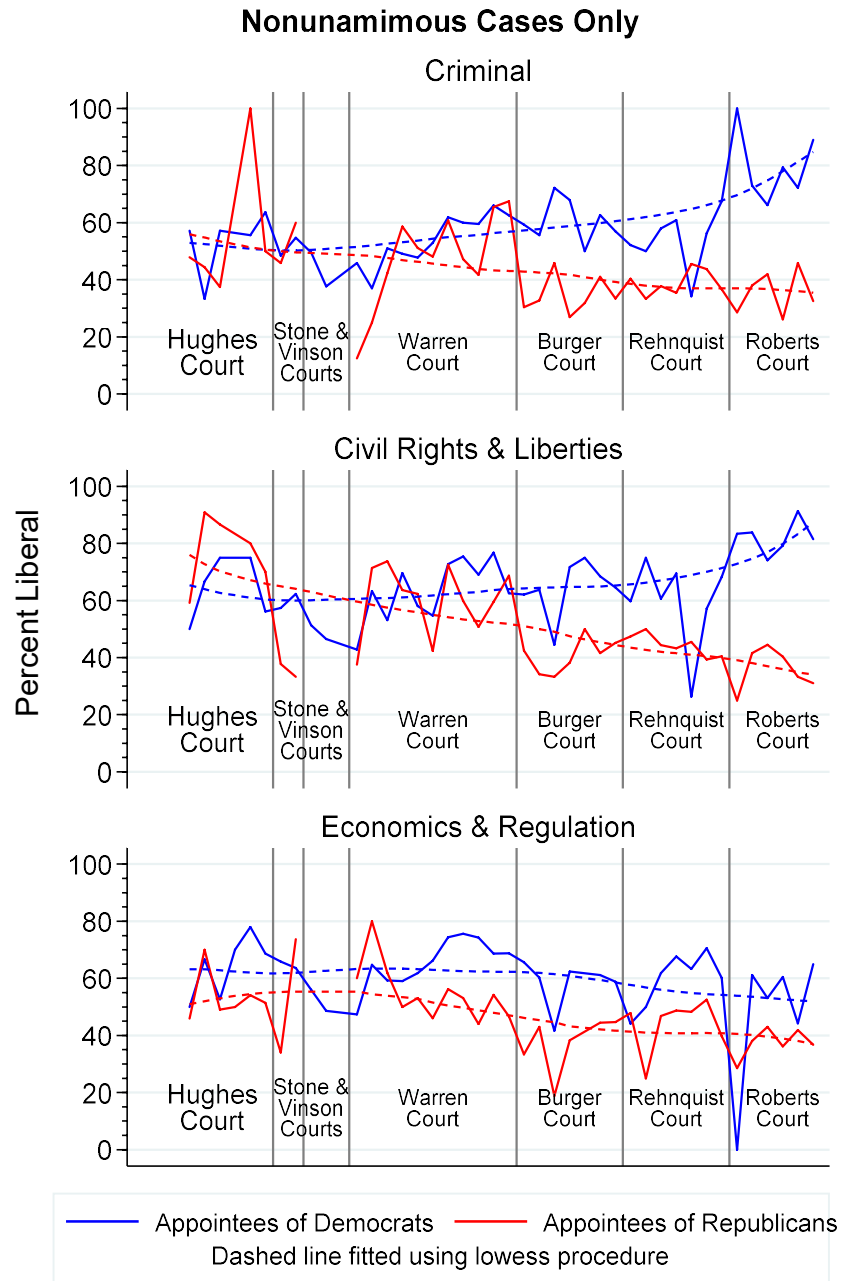 Nonunamimous Cases Only
Criminal
100
80
60
40
20
0
Hughes
Court
Stone &
Vinson
Courts
Warren
Court
Burger
Court
Rehnquist
Court
Roberts
Court
Percent Liberal
Civil Rights & Liberties
100
80
60
40
20
0
Hughes
Court
Stone &
Vinson
Courts
Warren
Court
Burger
Court
Rehnquist
Court
Roberts
Court
Economics & Regulation
100
80
60
40
20
0
Hughes
Court
Stone &
Vinson
Courts
Warren
Court
Burger
Court
Rehnquist
Court
Roberts
Court
Appointees of Democrats
Appointees of Republicans
Dashed line fitted using lowess procedure